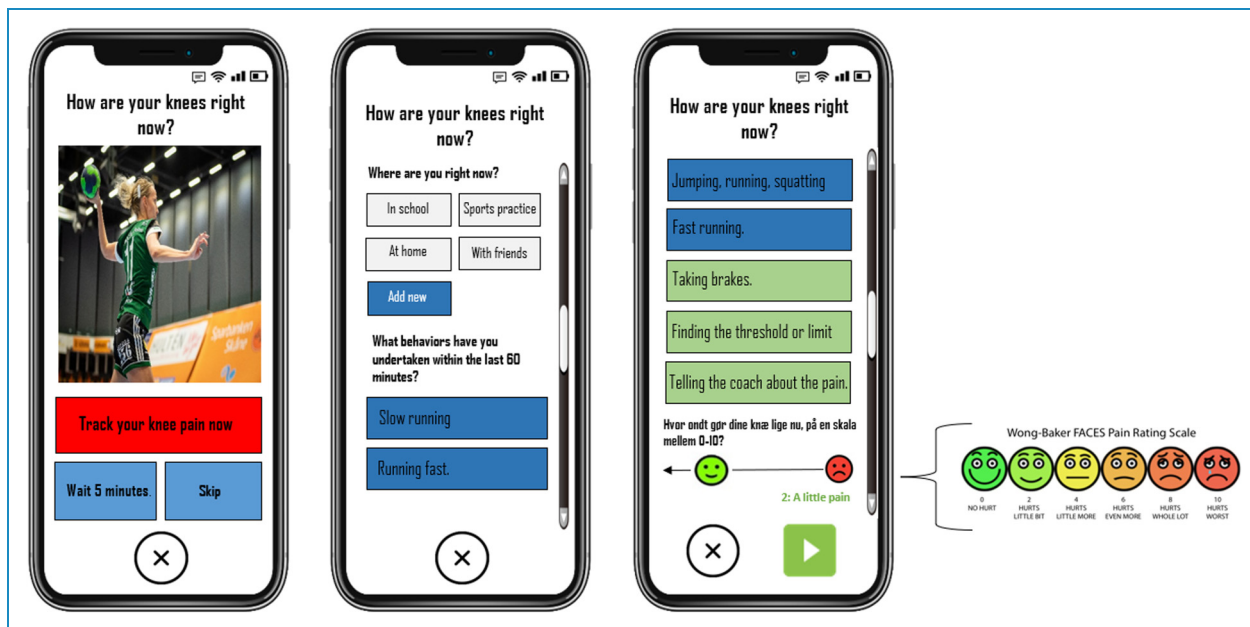 How are your knees right
now?
HULTEN
Sparbanken
Skåne
Track your knee pain now
Wait 5 minutes.
Skip
How are your knees right
now?
Where are you right now?
In school
Sports practice
At home
With friends
Add new
What behaviors have you
undertaken within the last 60
minutes?
Slow running
Running fast.
How are your knees right
now?
Jumping, running, squatting
Fast running.
Taking brakes.
Finding the threshold or limit
Telling the coach about the pain.
Hvor ondt gør dine knæ lige nu, på en skala
mellem 0-10?
2: A little pain
Wong-Baker FACES Pain Rating Scale
0
NO HURT
2
HURTS
LITTLE BIT
4
HURTS
LITTLE MORE
6
HURTS
EVEN MORE
8
HURTS
WHOLE LOT
10
HURTS
WORST